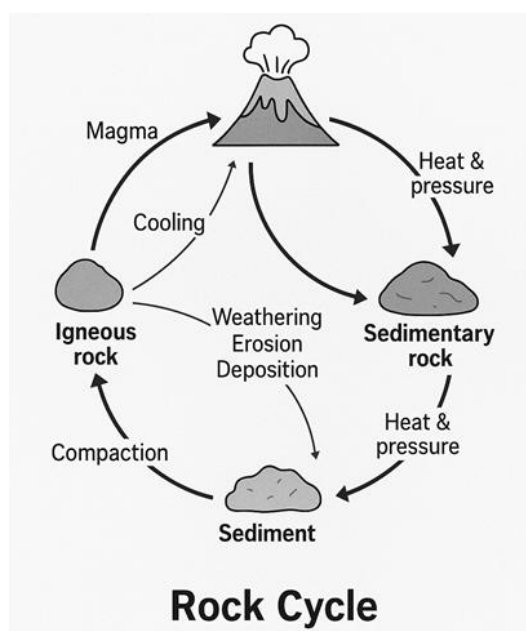 Magma
Heat &
pressure
Cooling
Igneous
rock
Weathering
Erosion
Deposition
Sedimentary
rock
Heat &
pressure
Compaction
Sediment
Rock Cycle